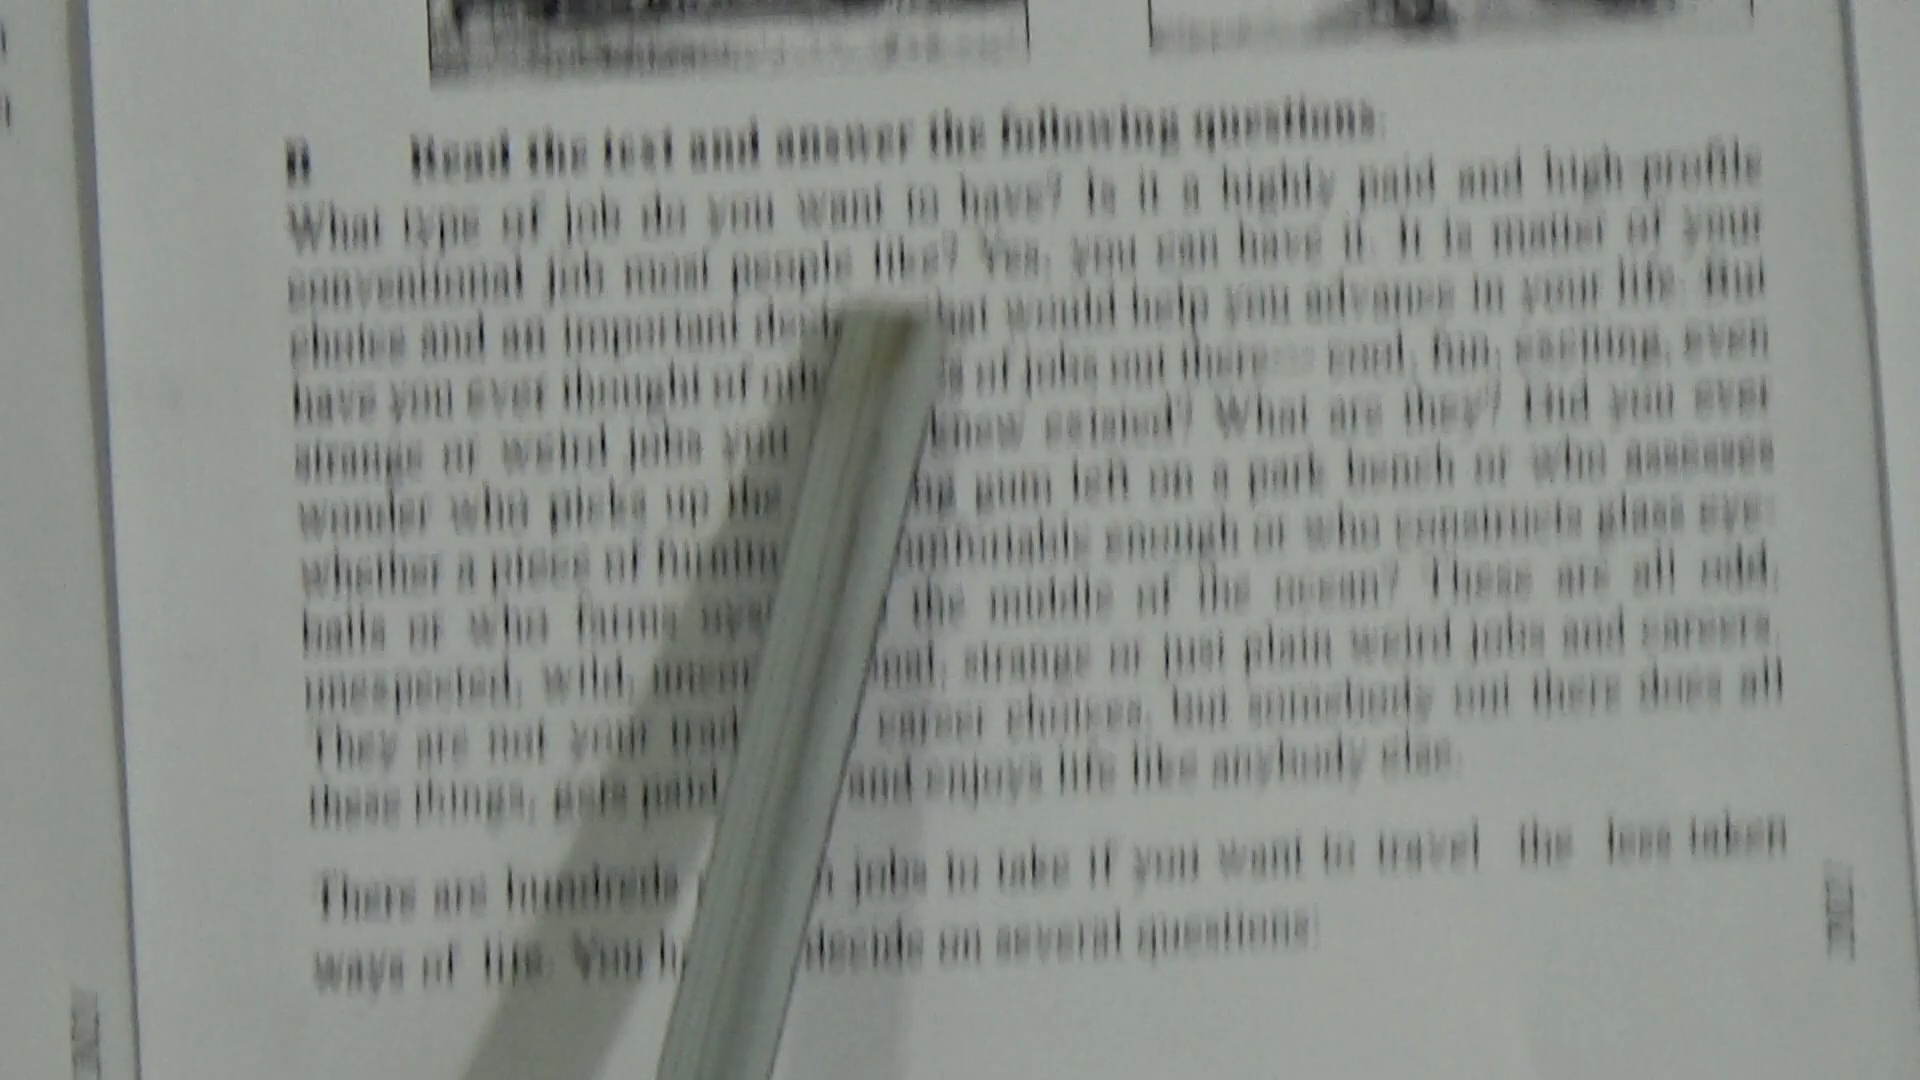 B Read the text and answer the following questions:
What type of job do you want to have? Is it a highly paid and high-profile
conventional job most people like? Yes, you can have it. It is matter of your
choice and an important would help you advance in your life. But
have you ever thought of of jobs out there cool, fun, exciting, even
strange or weird jobs you knew existed? What are they? Did you ever
wonder who picks up the gum left on a park bench or who assesses
whether a piece of enough or who constructs glass eye-
balls or who farms the middle of the ocean? These are all odd,
unexpected, wild, strange or just plain weird jobs and careers.
They are not your career choices, but somebody out there does all
these things, gets paid and enjoys life like anybody else.
There are hundreds jobs to take if you want to travel the less taken
ways of life. You decide on several questions: